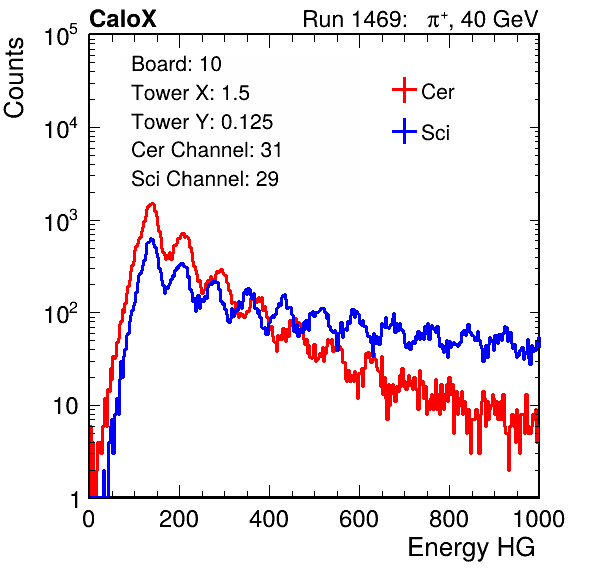 CaloX Run 1469: π⁺, 40 GeV
Counts
10⁵
10⁴
10³
10²
10
1
Board: 10
Tower X: 1.5
Tower Y: 0.125
Cer Channel: 31
Sci Channel: 29
Cer
Sci
0 200 400 600 800 1000
Energy HG